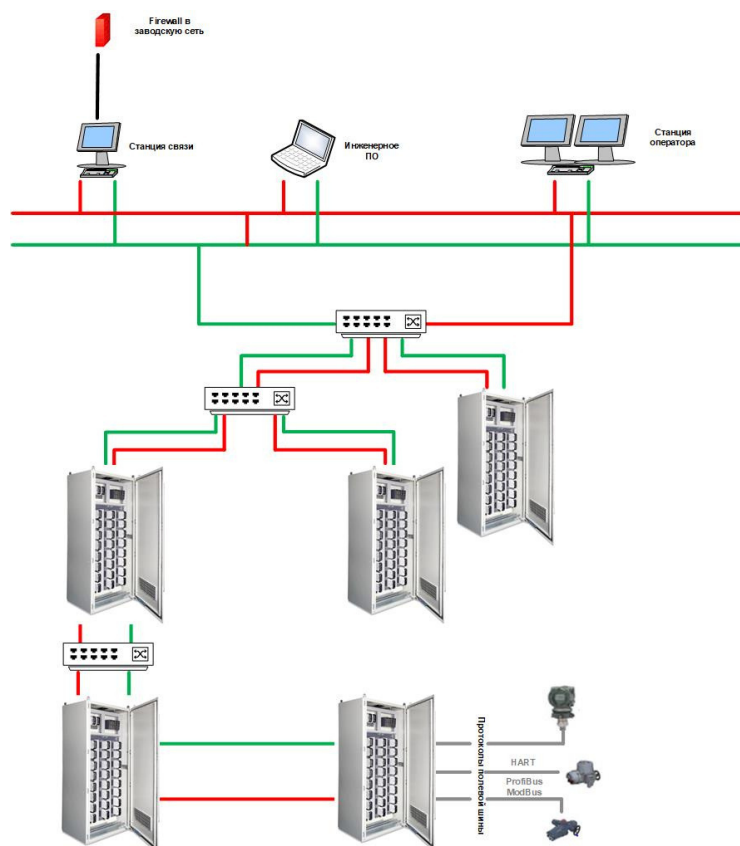 Firewall в
заводскую сеть
Станция связи
Инженерное
ПО
Станция
оператора
Протоколы полевой шины
HART
ProfiBus
ModBus